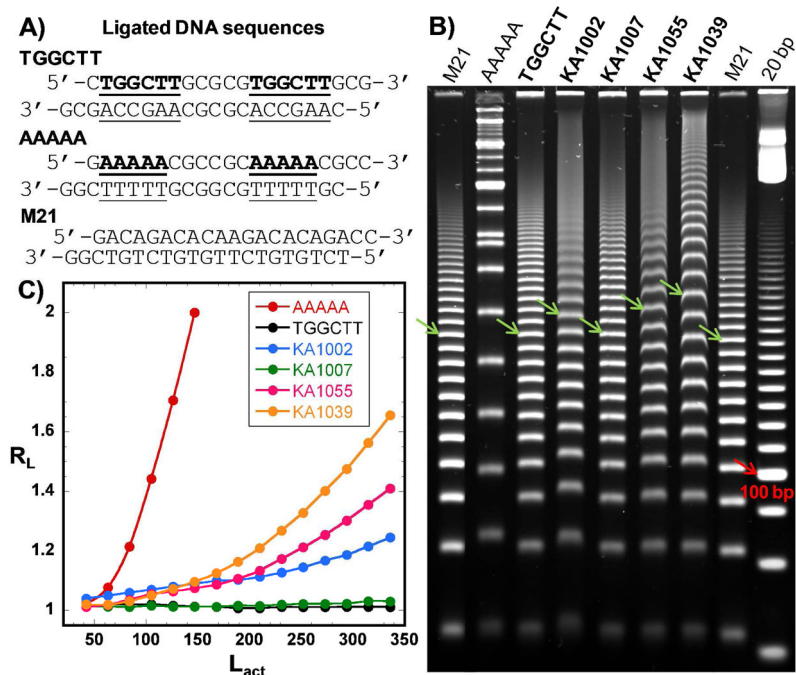 A) Ligated DNA sequences
TGGCTT
5’-CTGGCTTGCGCGTGGCTTGCG-3’
3’-GCGACCGAACGCGCACCGAAC-5’
AAAAA
5’-GAAAAACGCCGCAAAAACGCC-3’
3’-GGCTTTTTGCGGCGTTTTTGC-5’
M21
5’-GACAGACACAAGACACAGACC-3’
3’-GGCTGTCTGTGTTCTGTGTCT-5’
B)
M21
AAAAA
TGGCTT
KA1002
KA1007
KA1055
KA1039
M21
20 bp
100 bp
C)
AAAAA
TGGCTT
KA1002
KA1007
KA1055
KA1039
RL
2
1.8
1.6
1.4
1.2
1
50 100 150 200 250 300 350
Lact